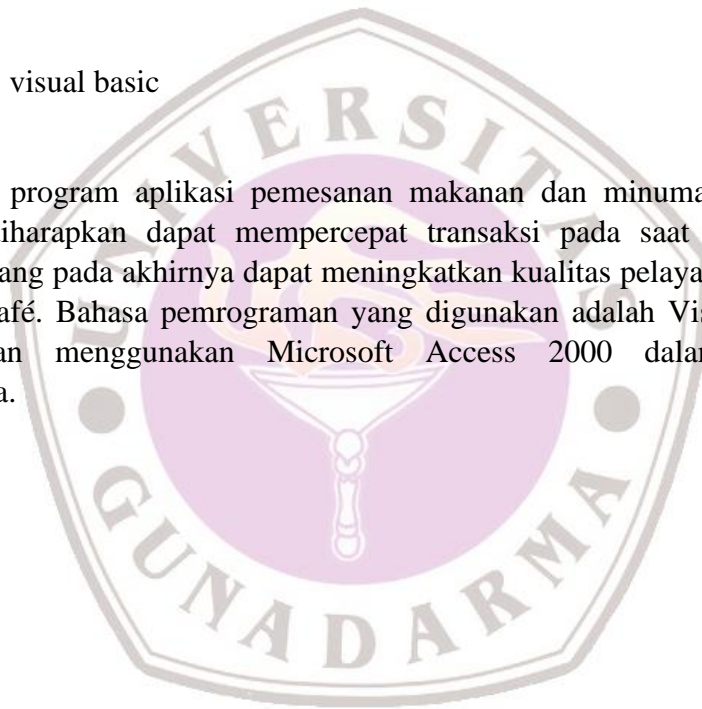 visual basic
program aplikasi pemesanan makanan dan minuma
iharapkan dapat mempercepat transaksi pada saat
ang pada akhirnya dapat meningkatkan kualitas pelaya
afé. Bahasa pemrograman yang digunakan adalah Vis
an menggunakan Microsoft Access 2000 dalam
a.
UNIVERSITAS
GUNADARMA